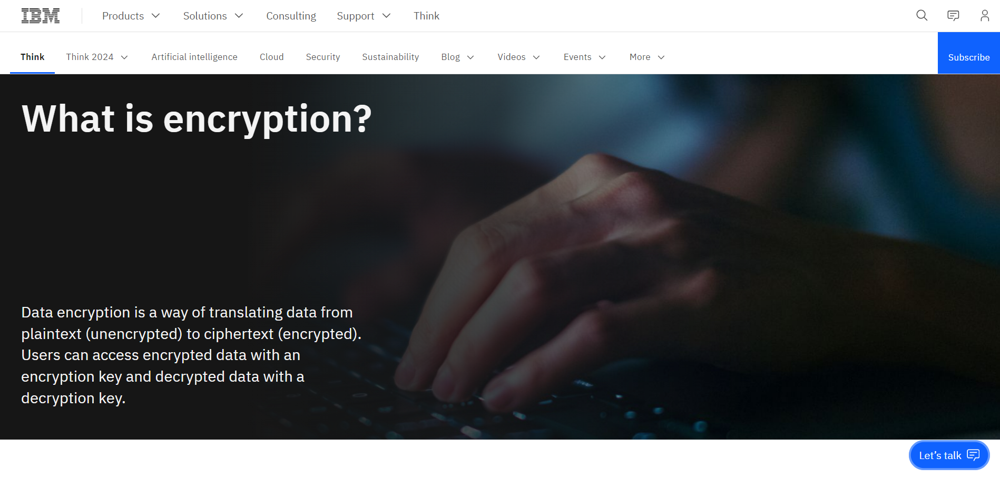 IBM
Products
Solutions
Consulting
Support
Think
Think
Think 2024
Artificial intelligence
Cloud
Security
Sustainability
Blog
Videos
Events
More
Subscribe
What is encryption?
Data encryption is a way of translating data from
plaintext (unencrypted) to ciphertext (encrypted).
Users can access encrypted data with an
encryption key and decrypted data with a
decryption key.
Let’s talk